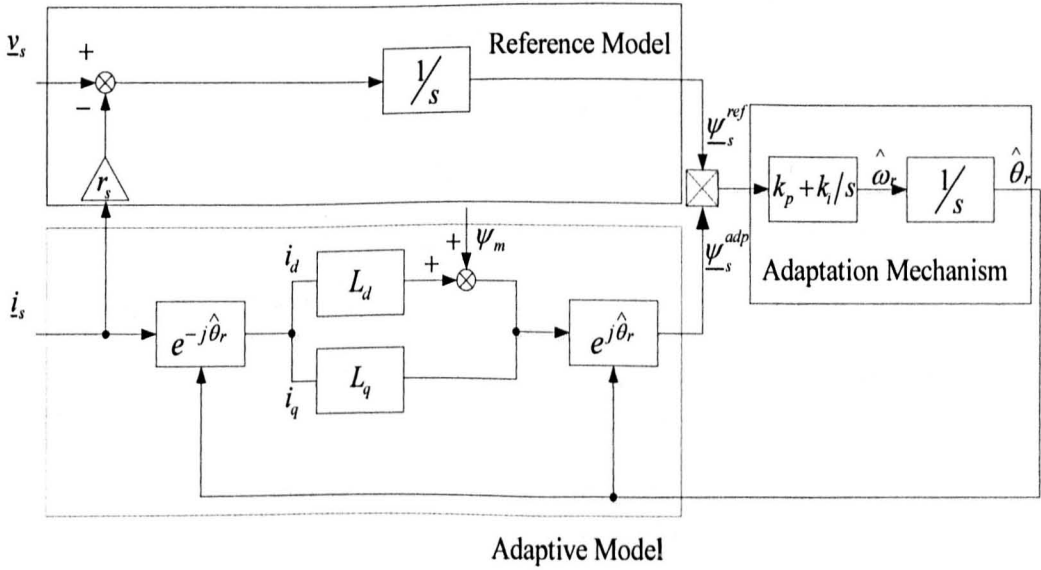 v_s
+
−
r_s
1/s
Reference Model
ψ_s^ref
k_p + k_i/s
ω̂_r
1/s
θ̂_r
Adaptation Mechanism
ψ_s^adp
i_s
e^{-jθ̂_r}
i_d
L_d
+
+
ψ_m
i_q
L_q
e^{jθ̂_r}
Adaptive Model